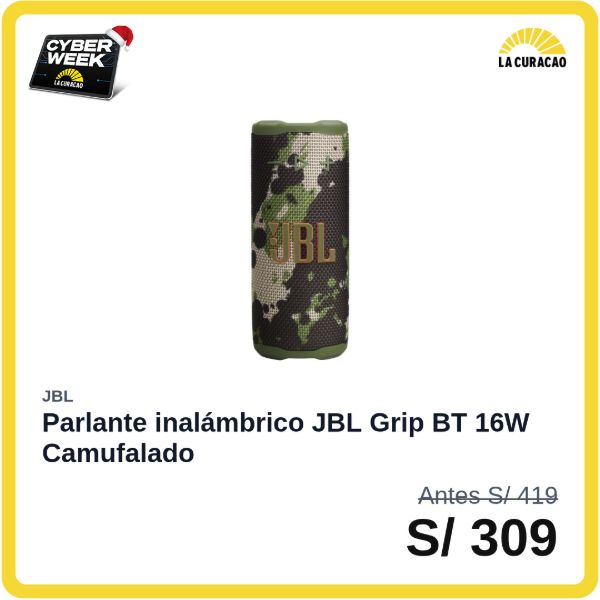 CYBER
WEEK
LA CURACAO
LA CURACAO
JBL
JBL
Parlante inalámbrico JBL Grip BT 16W
Camufalado
Antes S/ 419
S/ 309